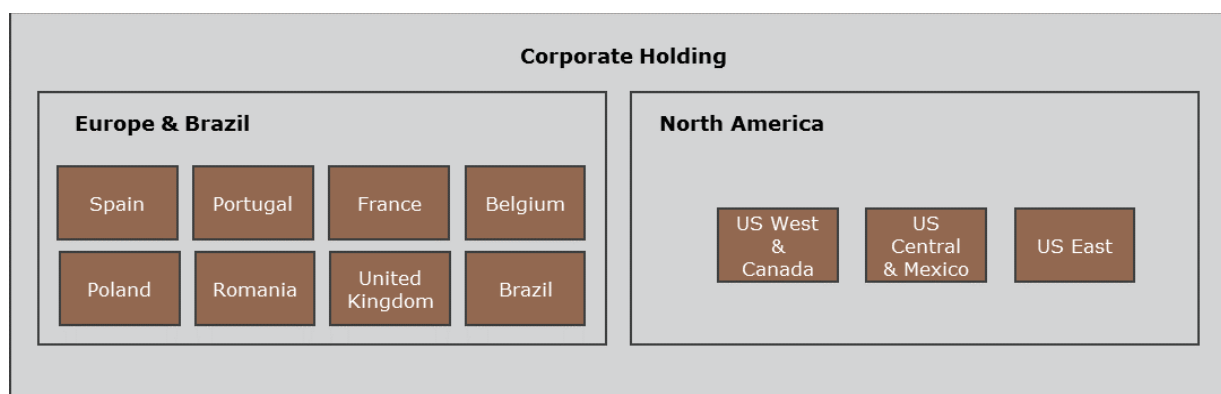 Corporate Holding
Europe & Brazil
Spain
Portugal
France
Belgium
Poland
Romania
United
Kingdom
Brazil
North America
US West
&
Canada
US
Central
& Mexico
US East